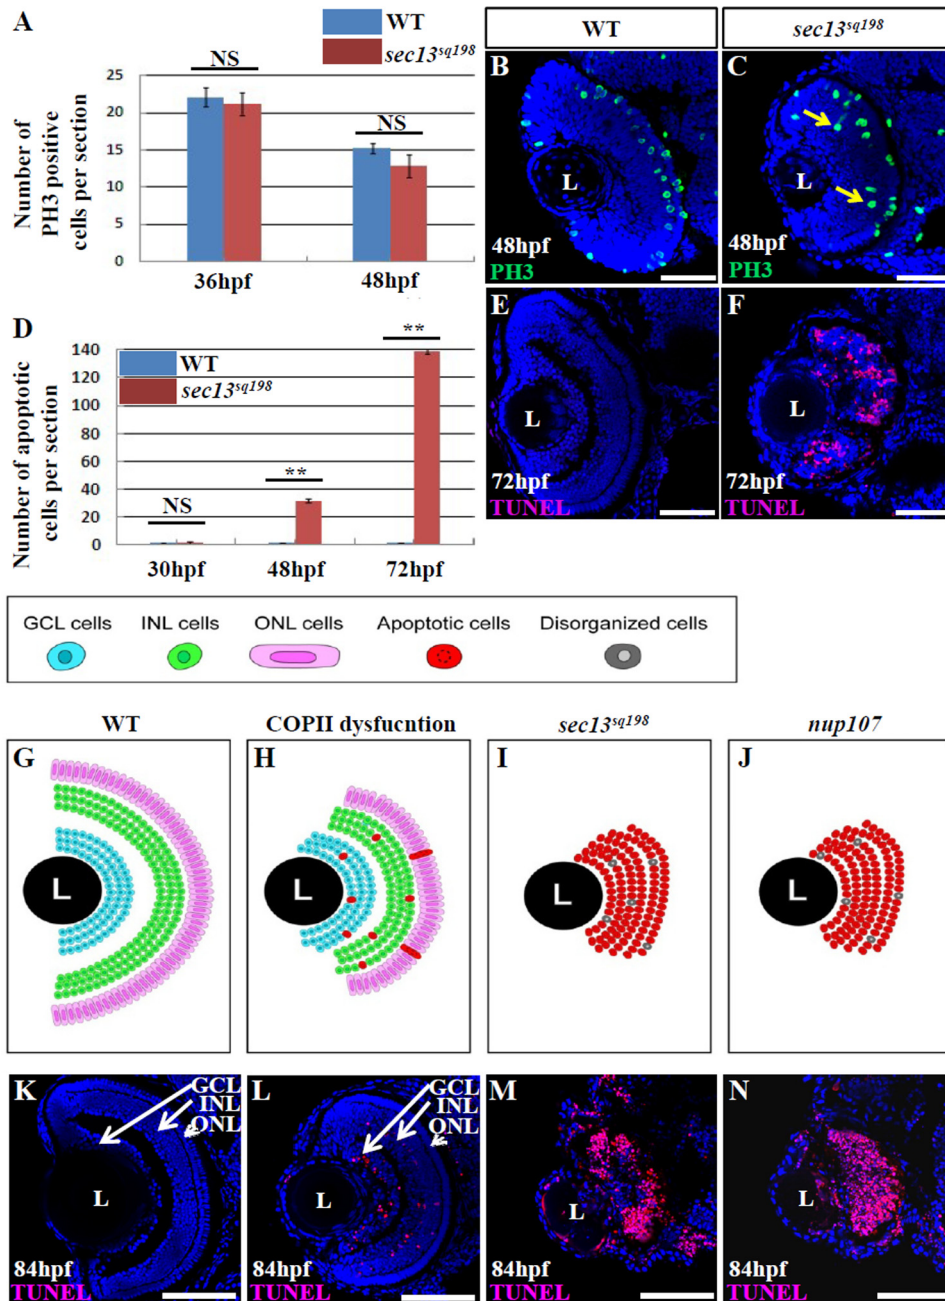 A
WT
sec13sq198
Number of
PH3 positive
cells per section
25
20
15
10
5
0
NS
NS
36hpf
48hpf
WT
sec13sq198
B
L
48hpf
PH3
C
L
48hpf
PH3
D
Number of apoptotic
cells per section
140
120
100
80
60
40
20
0
WT
sec13sq198
NS
**
**
30hpf
48hpf
72hpf
E
L
72hpf
TUNEL
F
L
72hpf
TUNEL
GCL cells
INL cells
ONL cells
Apoptotic cells
Disorganized cells
WT
COPII dysfucntion
sec13sq198
nup107
G
L
H
L
I
L
J
L
K
GCL
INL
ONL
L
84hpf
TUNEL
L
GCL
INL
ONL
L
84hpf
TUNEL
M
L
84hpf
TUNEL
N
L
84hpf
TUNEL